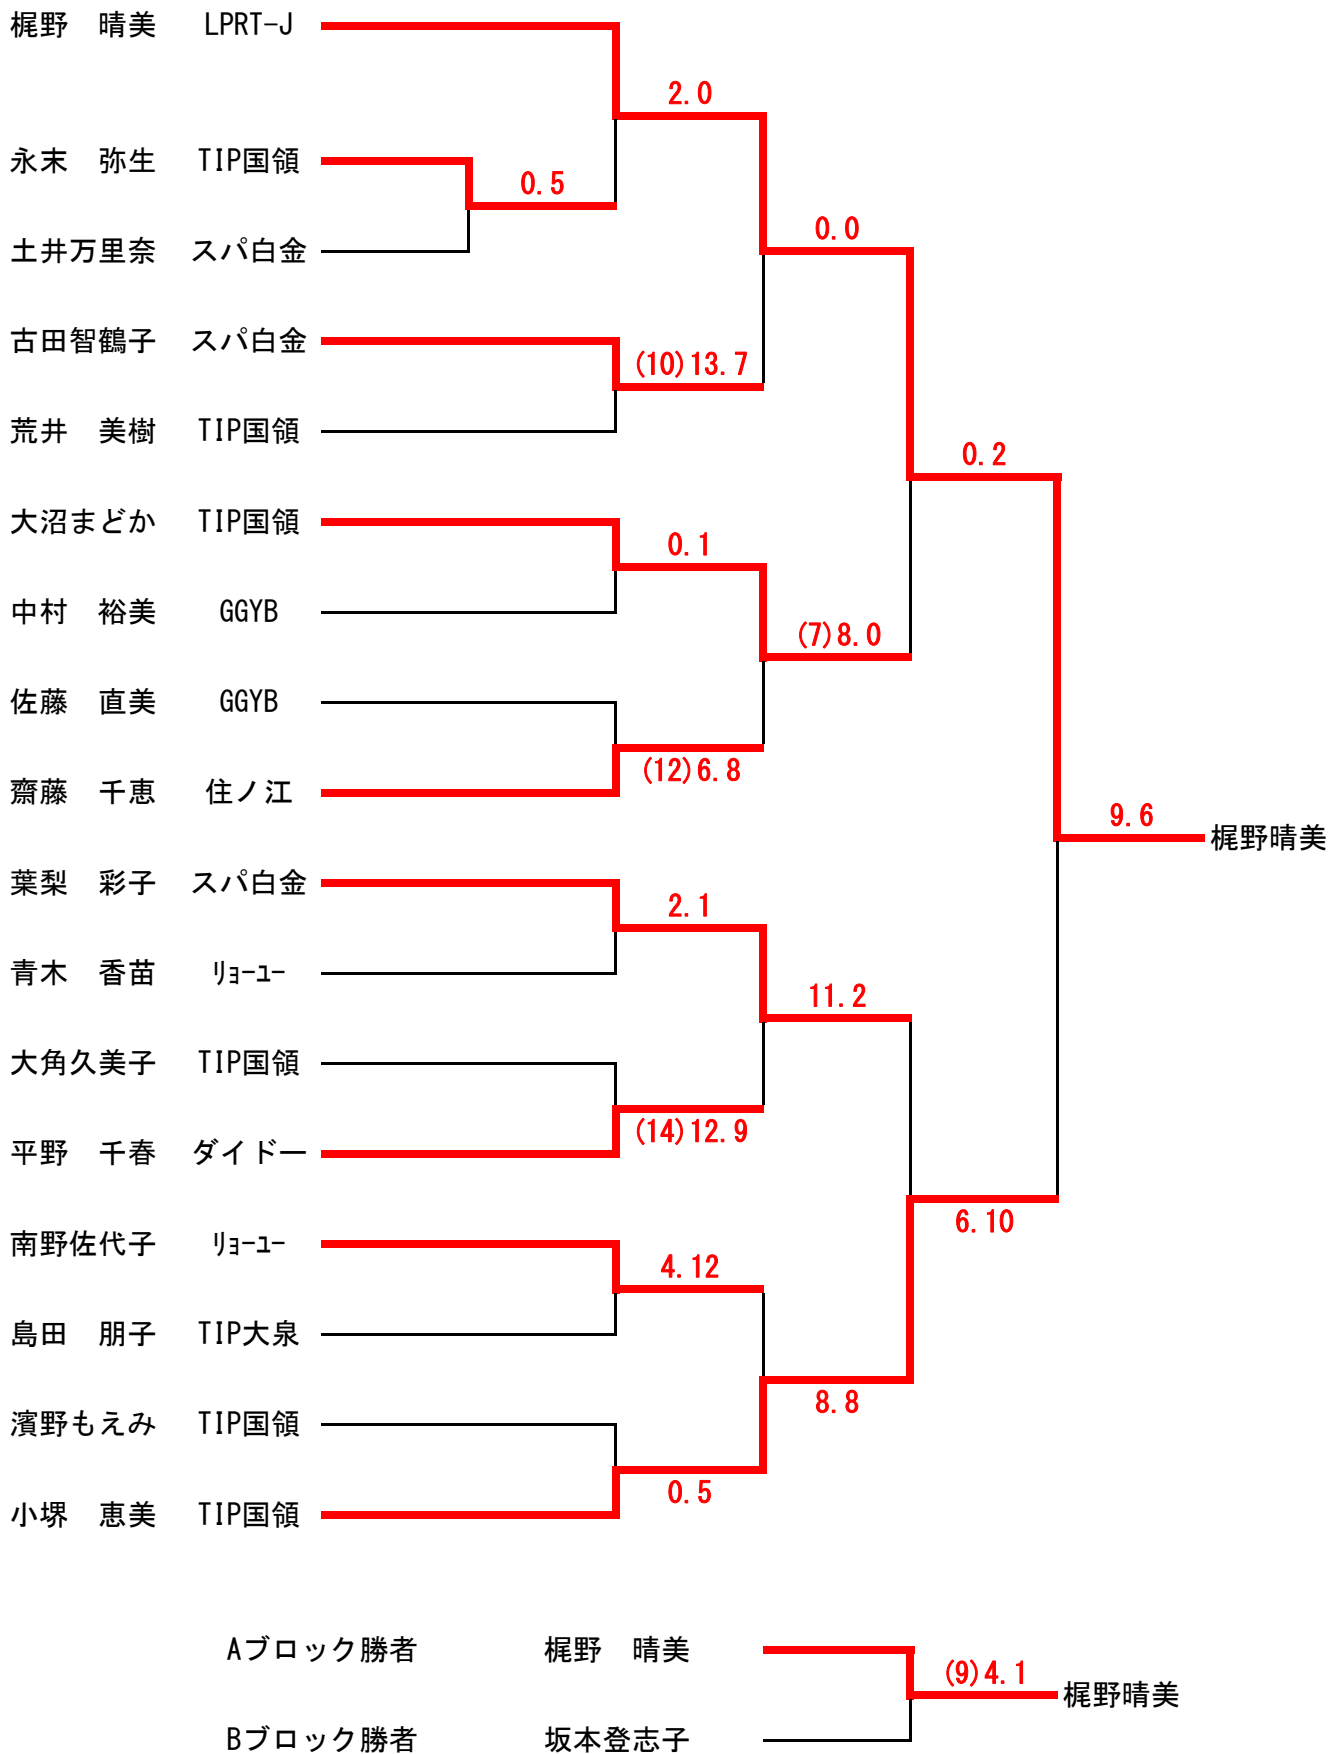 梶野　晴美　LPRT-J
2.0
永末　弥生　TIP国領
0.5
土井万里奈　スパ白金
0.0
古田智鶴子　スパ白金
(10)13.7
荒井　美樹　TIP国領
0.2
大沼まどか　TIP国領
0.1
中村　裕美　GGYB
(7)8.0
佐藤　直美　GGYB
(12)6.8
齋藤　千恵　住ノ江
9.6
梶野晴美
葉梨　彩子　スパ白金
2.1
青木　香苗　ﾘｮｰﾕｰ
11.2
大角久美子　TIP国領
(14)12.9
平野　千春　ダイドー
6.10
南野佐代子　ﾘｮｰﾕｰ
4.12
島田　朋子　TIP大泉
8.8
濱野もえみ　TIP国領
0.5
小堺　恵美　TIP国領
Aブロック勝者　梶野　晴美
(9)4.1
梶野晴美
Bブロック勝者　坂本登志子